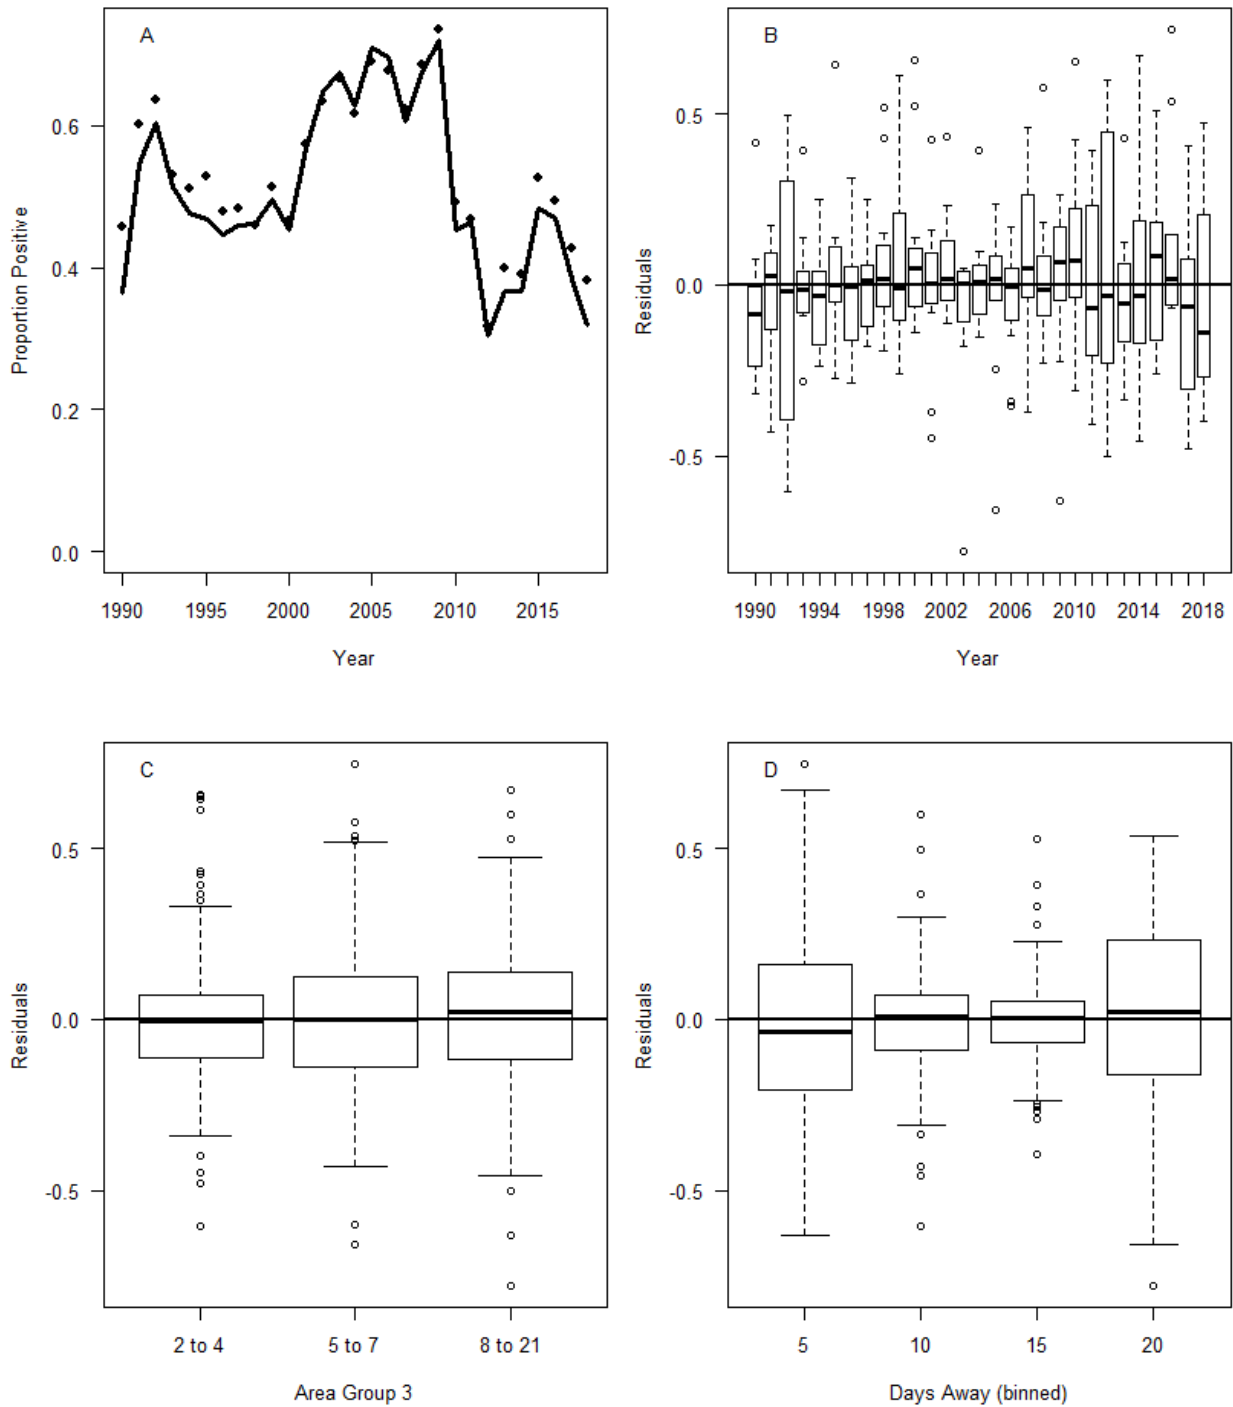 A
Proportion Positive
0.6
0.4
0.2
0.0
1990 1995 2000 2005 2010 2015
Year
B
Residuals
0.5
0.0
-0.5
1990 1994 1998 2002 2006 2010 2014 2018
Year
C
Residuals
0.5
0.0
-0.5
2 to 4 5 to 7 8 to 21
Area Group 3
D
Residuals
0.5
0.0
-0.5
5 10 15 20
Days Away (binned)